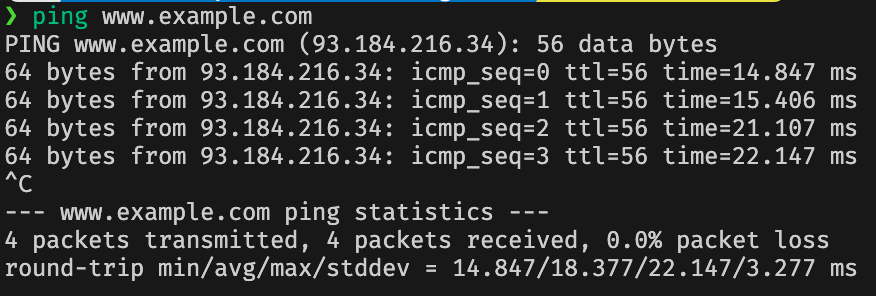 ❯ ping www.example.com
PING www.example.com (93.184.216.34): 56 data bytes
64 bytes from 93.184.216.34: icmp_seq=0 ttl=56 time=14.847 ms
64 bytes from 93.184.216.34: icmp_seq=1 ttl=56 time=15.406 ms
64 bytes from 93.184.216.34: icmp_seq=2 ttl=56 time=21.107 ms
64 bytes from 93.184.216.34: icmp_seq=3 ttl=56 time=22.147 ms
^C
--- www.example.com ping statistics ---
4 packets transmitted, 4 packets received, 0.0% packet loss
round-trip min/avg/max/stddev = 14.847/18.377/22.147/3.277 ms